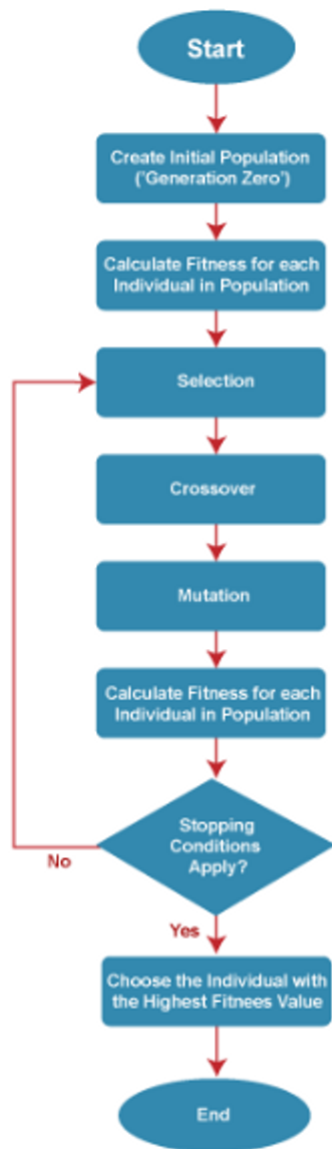 Start
Create Initial Population
('Generation Zero')
Calculate Fitness for each
Individual in Population
Selection
Crossover
Mutation
Calculate Fitness for each
Individual in Population
Stopping
Conditions
Apply?
No
Yes
Choose the Individual with
the Highest Fitnees Value
End